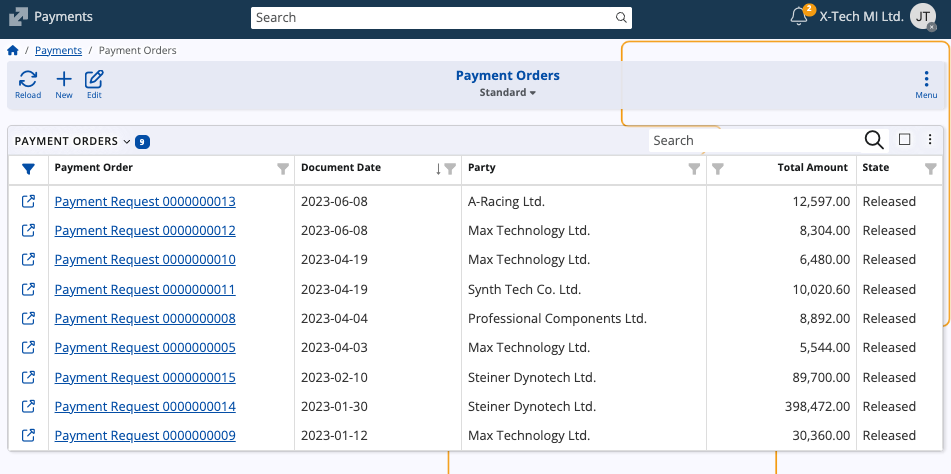 Payments
Search
2
X-Tech MI Ltd.
JT
/ Payments / Payment Orders
Reload New Edit
Payment Orders
Standard
Menu
PAYMENT ORDERS 9
Search
Payment Order Document Date Party Total Amount State
Payment Request 0000000013 2023-06-08 A-Racing Ltd. 12,597.00 Released
Payment Request 0000000012 2023-06-08 Max Technology Ltd. 8,304.00 Released
Payment Request 0000000010 2023-04-19 Max Technology Ltd. 6,480.00 Released
Payment Request 0000000011 2023-04-19 Synth Tech Co. Ltd. 10,020.60 Released
Payment Request 0000000008 2023-04-04 Professional Components Ltd. 8,892.00 Released
Payment Request 0000000005 2023-04-03 Max Technology Ltd. 5,544.00 Released
Payment Request 0000000015 2023-02-10 Steiner Dynotech Ltd. 89,700.00 Released
Payment Request 0000000014 2023-01-30 Steiner Dynotech Ltd. 398,472.00 Released
Payment Request 0000000009 2023-01-12 Max Technology Ltd. 30,360.00 Released